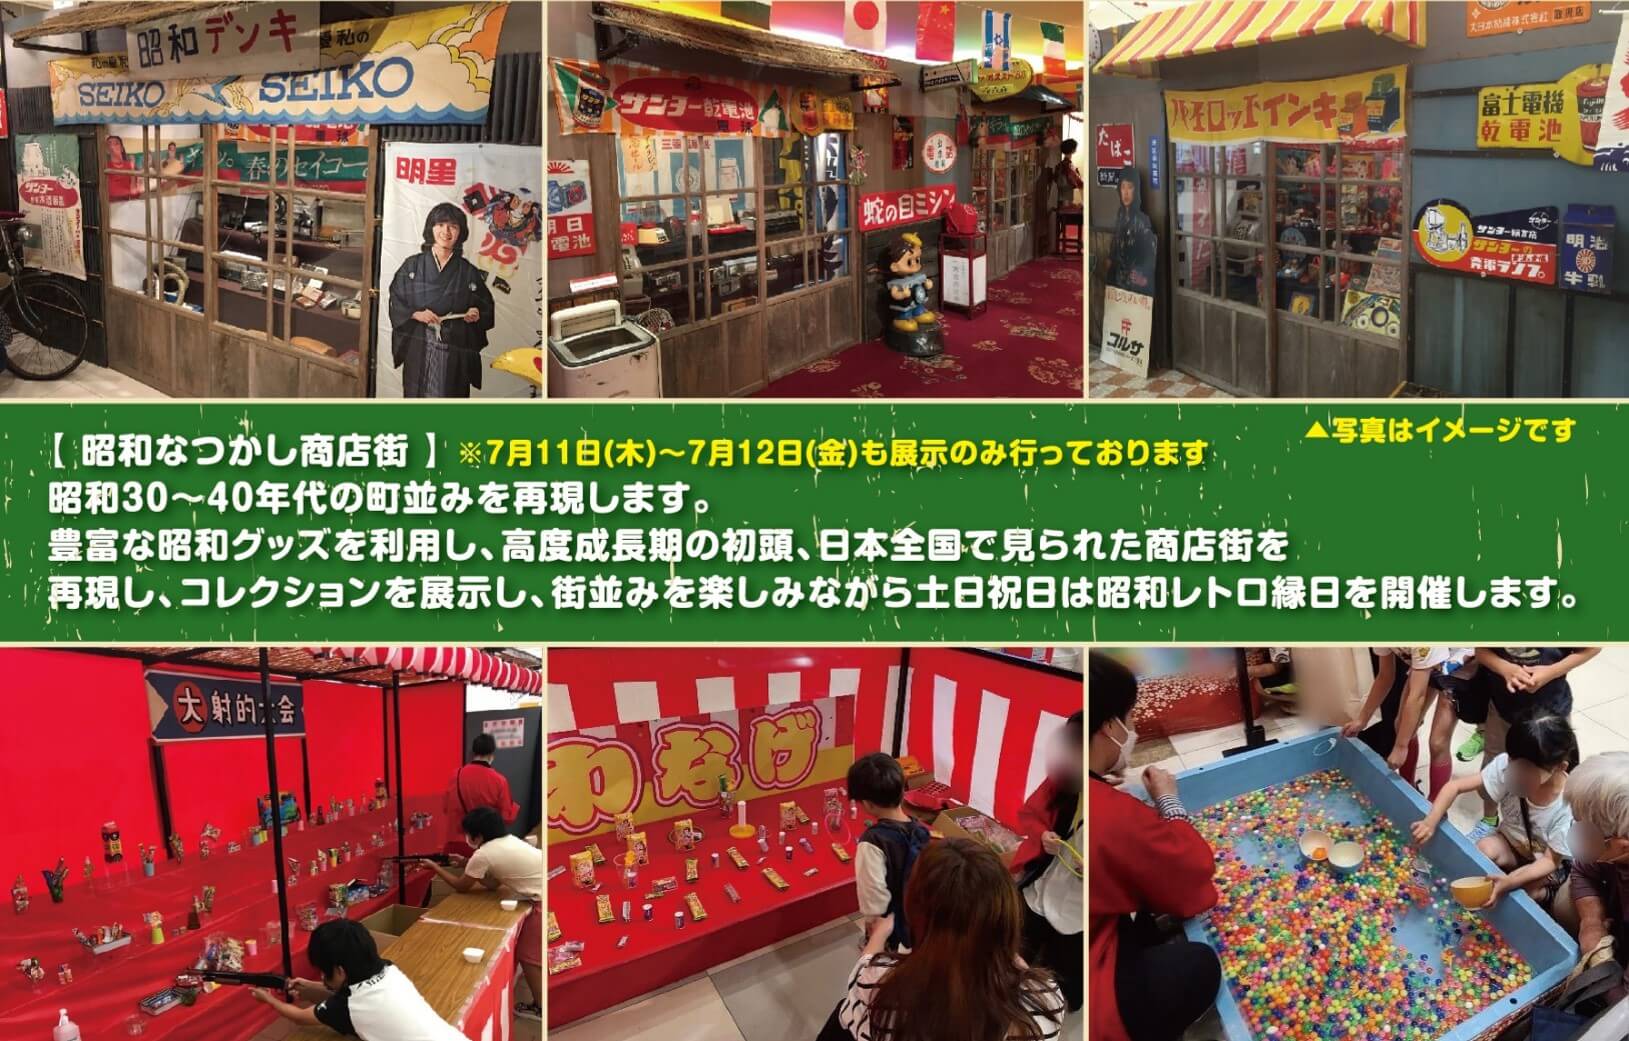 昭和デンキ
SEIKO
SEIKO
春のセイコー
サンヨー
明星
サンヨー乾電池
蛇の目ミシン
パイロットインキ
たばこ
富士電機
乾電池
サンヨーの
明治
牛乳
コルサ
【 昭和なつかし商店街 】 ※7月11日(木)～7月12日(金)も展示のみ行っております
▲写真はイメージです
昭和30～40年代の町並みを再現します。
豊富な昭和グッズを利用し、高度成長期の初頭、日本全国で見られた商店街を
再現し、コレクションを展示し、街並みを楽しみながら土日祝日は昭和レトロ縁日を開催します。
大射的大会
わなげ